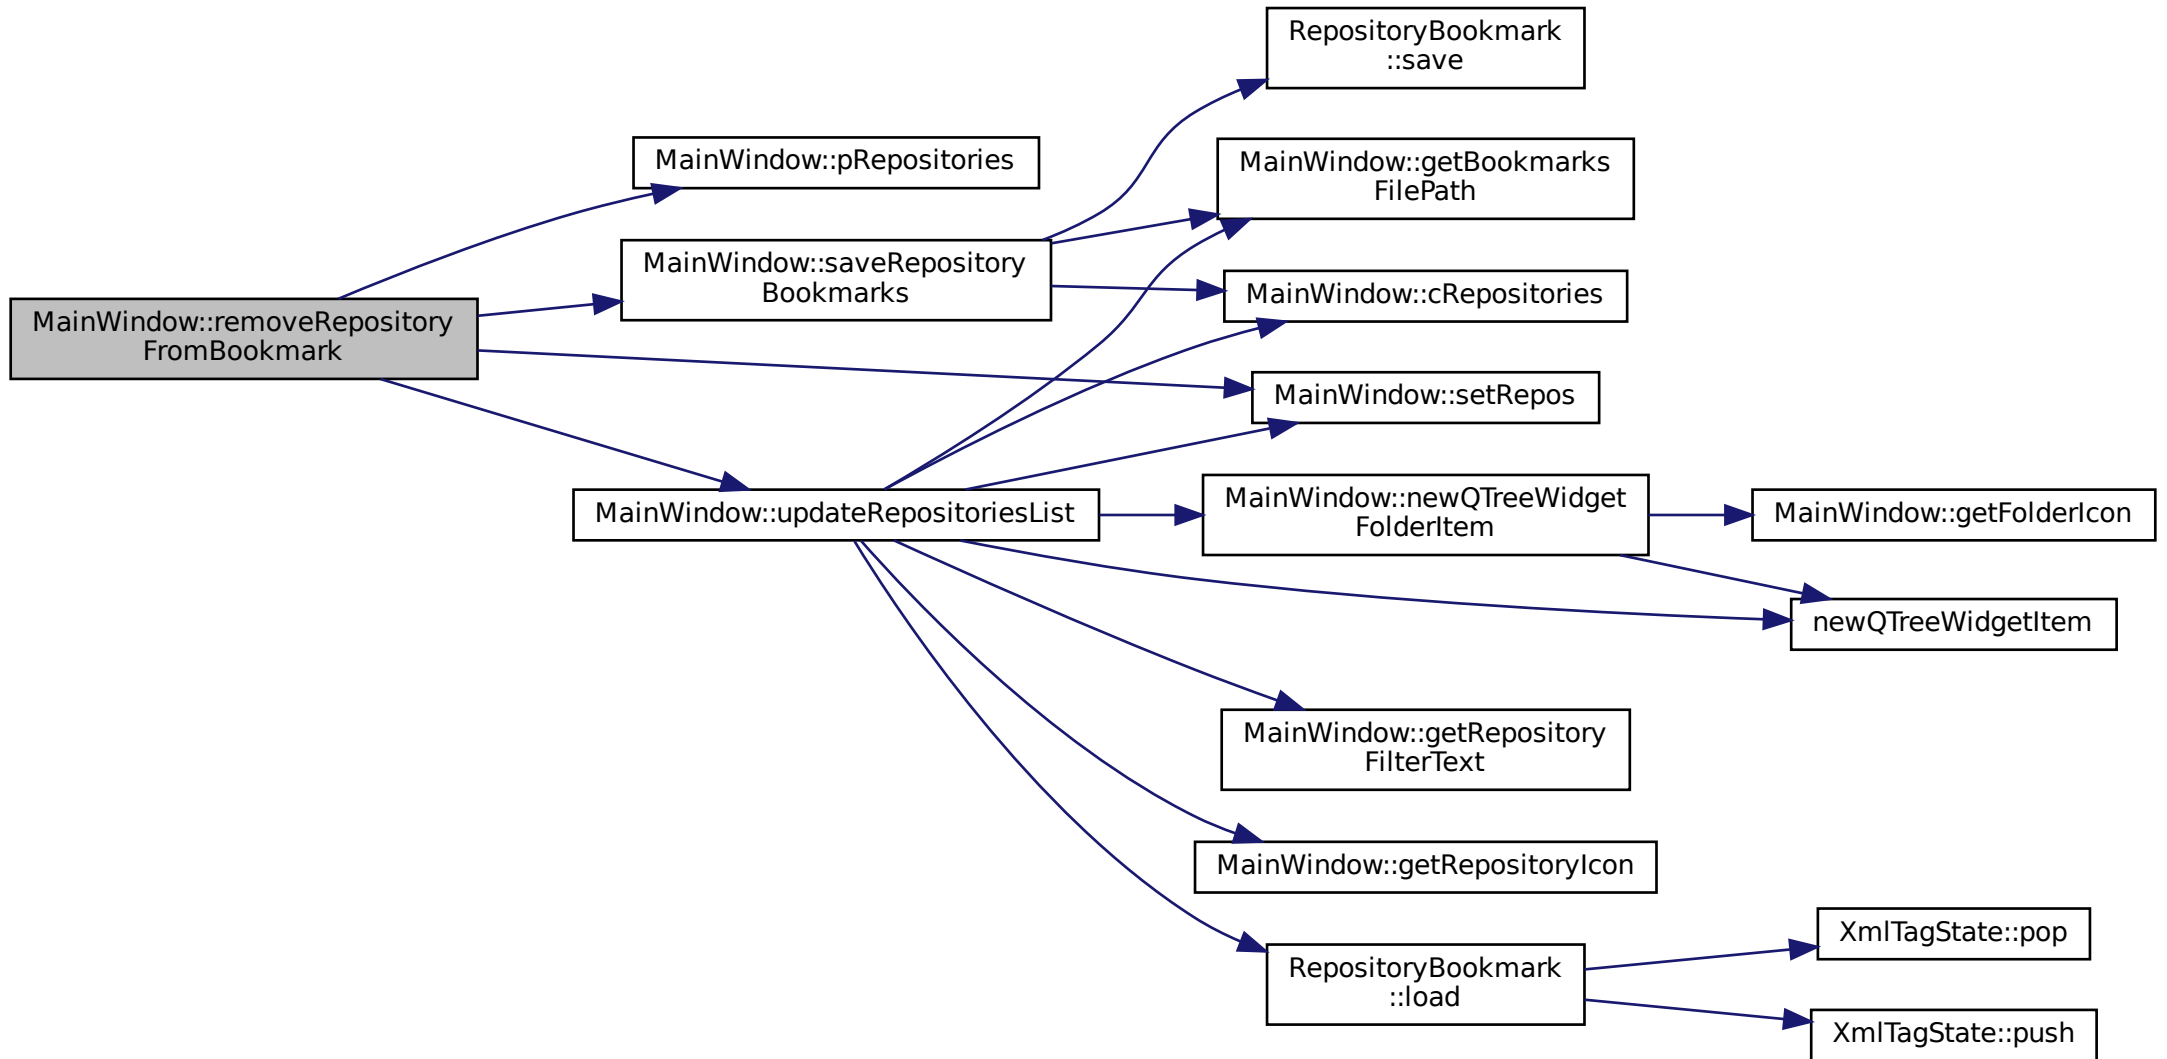 MainWindow::removeRepository
FromBookmark
MainWindow::pRepositories
MainWindow::saveRepository
Bookmarks
MainWindow::updateRepositoriesList
RepositoryBookmark
::save
MainWindow::getBookmarks
FilePath
MainWindow::cRepositories
MainWindow::setRepos
MainWindow::newQTreeWidget
FolderItem
MainWindow::getRepository
FilterText
MainWindow::getRepositoryIcon
RepositoryBookmark
::load
MainWindow::getFolderIcon
newQTreeWidgetItem
XmlTagState::pop
XmlTagState::push